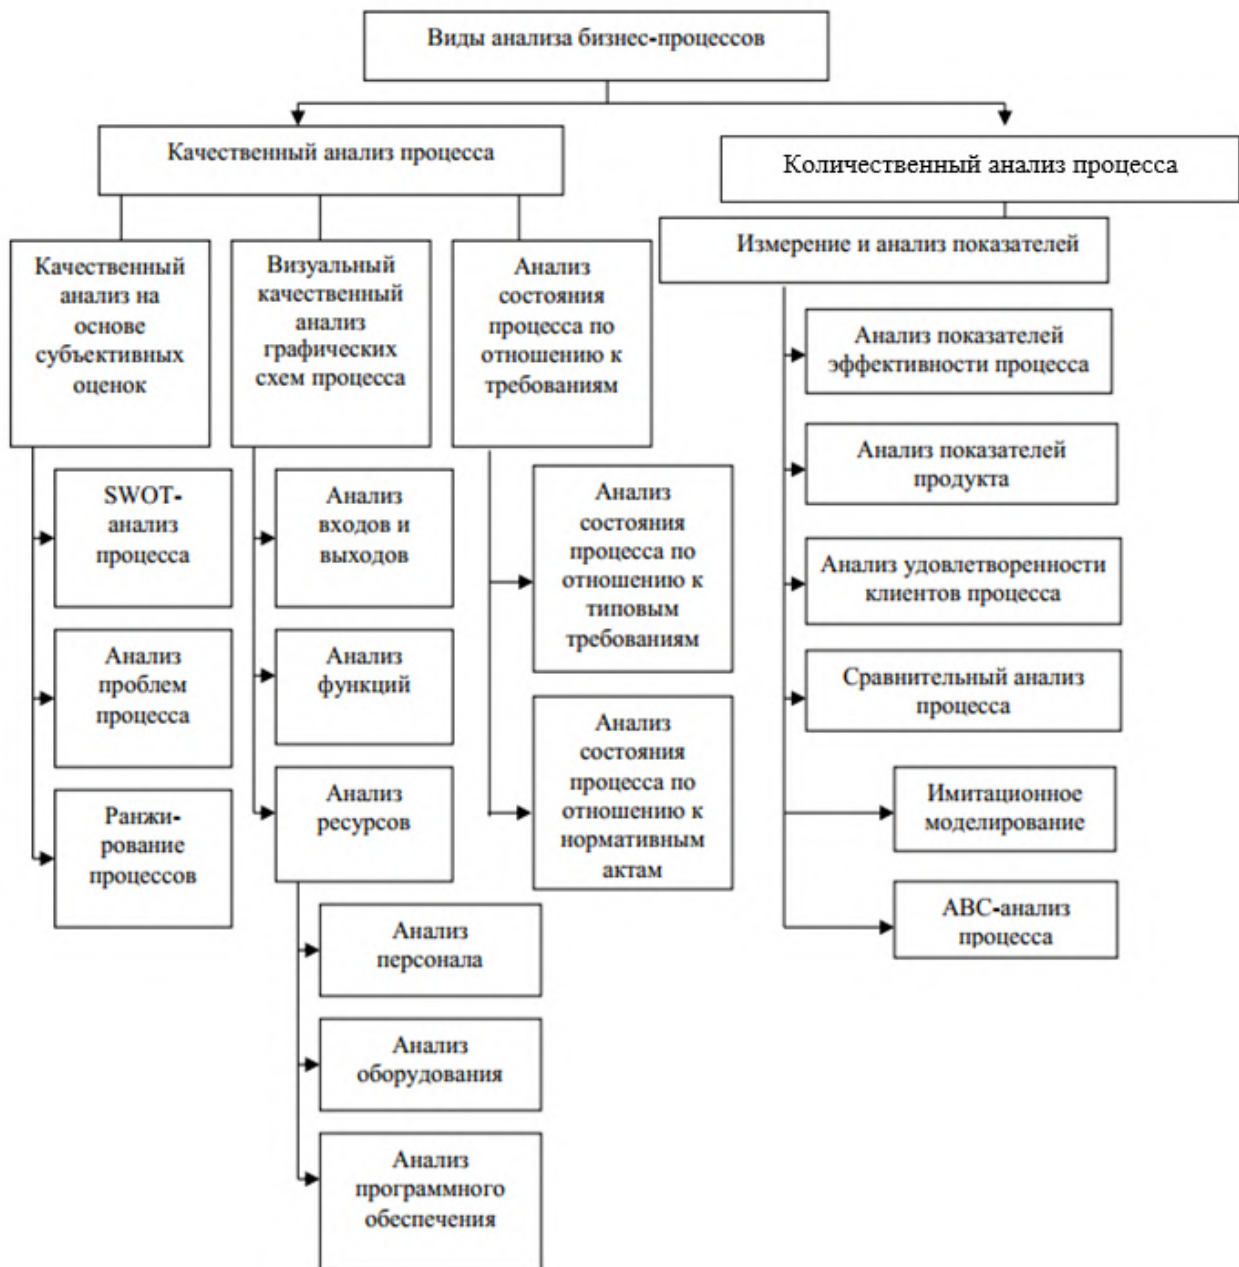 Виды анализа бизнес-процессов
Качественный анализ процесса
Количественный анализ процесса
Измерение и анализ показателей
Качественный
анализ на
основе
субъективных
оценок
Визуальный
качественный
анализ
графических
схем процесса
Анализ
состояния
процесса по
отношению к
требованиям
SWOT-
анализ
процесса
Анализ
проблем
процесса
Ранжи-
рование
процессов
Анализ
входов и
выходов
Анализ
функций
Анализ
ресурсов
Анализ
персонала
Анализ
оборудования
Анализ
программного
обеспечения
Анализ
состояния
процесса по
отношению к
типовым
требованиям
Анализ
состояния
процесса по
отношению к
нормативным
актам
Анализ показателей
эффективности процесса
Анализ показателей
продукта
Анализ удовлетворенности
клиентов процесса
Сравнительный анализ
процесса
Имитационное
моделирование
ABC-анализ
процесса